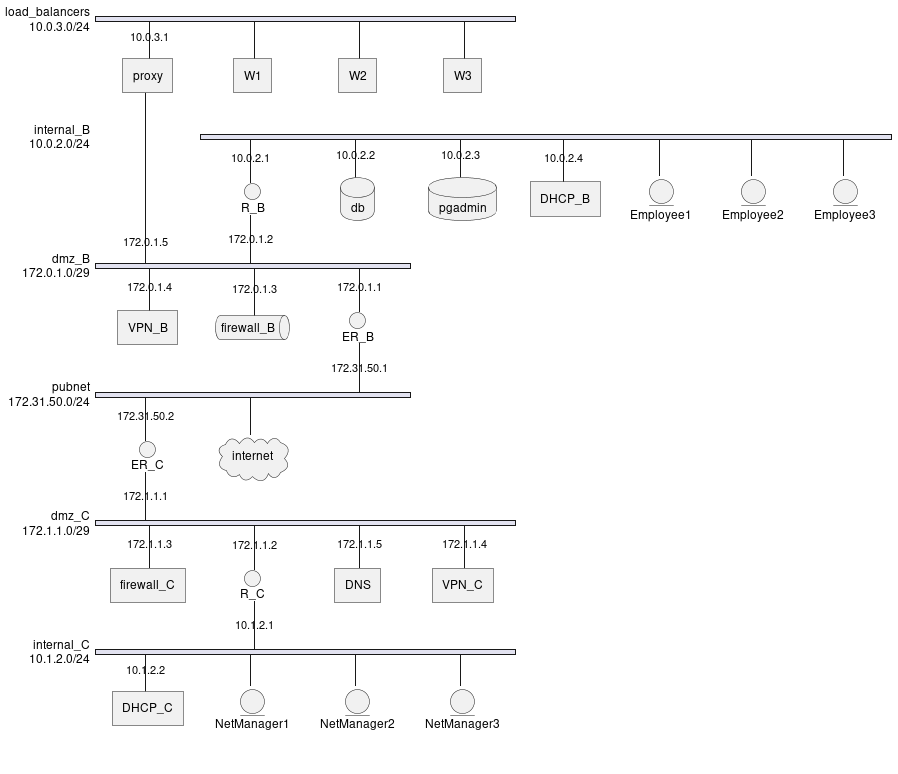 load_balancers
10.0.3.0/24
10.0.3.1
proxy
W1
W2
W3
internal_B
10.0.2.0/24
10.0.2.1
10.0.2.2
10.0.2.3
10.0.2.4
R_B
db
pgadmin
DHCP_B
Employee1
Employee2
Employee3
172.0.1.5
172.0.1.2
dmz_B
172.0.1.0/29
172.0.1.4
172.0.1.3
172.0.1.1
VPN_B
firewall_B
ER_B
172.31.50.1
pubnet
172.31.50.0/24
172.31.50.2
ER_C
internet
172.1.1.1
dmz_C
172.1.1.0/29
172.1.1.3
172.1.1.2
172.1.1.5
172.1.1.4
firewall_C
R_C
DNS
VPN_C
10.1.2.1
internal_C
10.1.2.0/24
10.1.2.2
DHCP_C
NetManager1
NetManager2
NetManager3